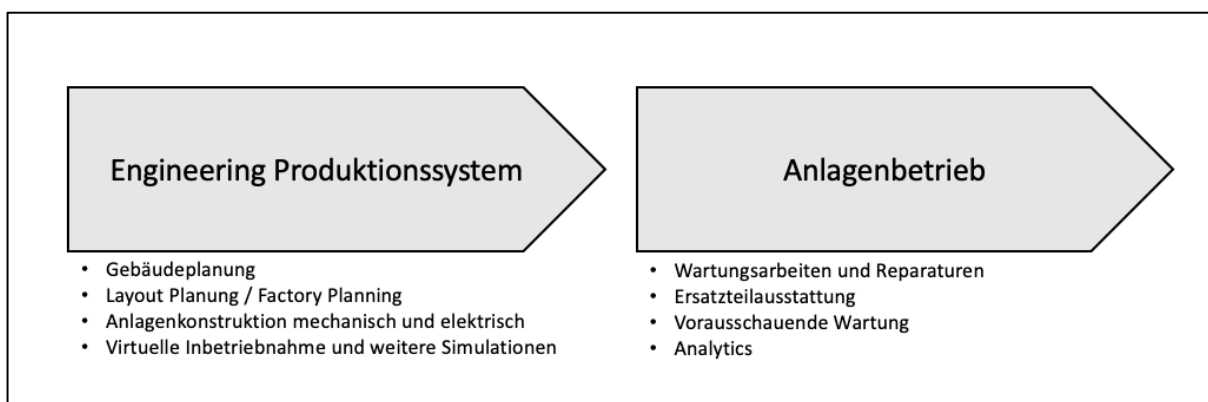 Engineering Produktionssystem
• Gebäudeplanung
• Layout Planung / Factory Planning
• Anlagenkonstruktion mechanisch und elektrisch
• Virtuelle Inbetriebnahme und weitere Simulationen
Anlagenbetrieb
• Wartungsarbeiten und Reparaturen
• Ersatzteilausstattung
• Vorausschauende Wartung
• Analytics